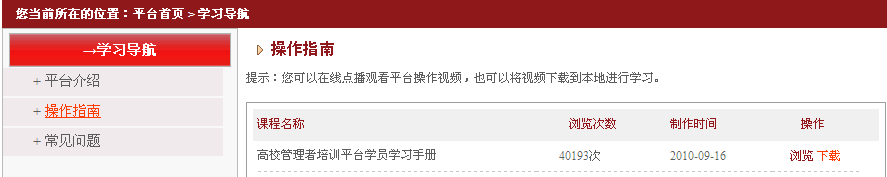 您当前所在的位置：平台首页 > 学习导航
→学习导航
+ 平台介绍
+ 操作指南
+ 常见问题
操作指南
提示：您可以在线点播观看平台操作视频，也可以将视频下载到本地进行学习。
课程名称 浏览次数 制作时间 操作
高校管理者培训平台学员学习手册 40193次 2010-09-16 浏览 下载